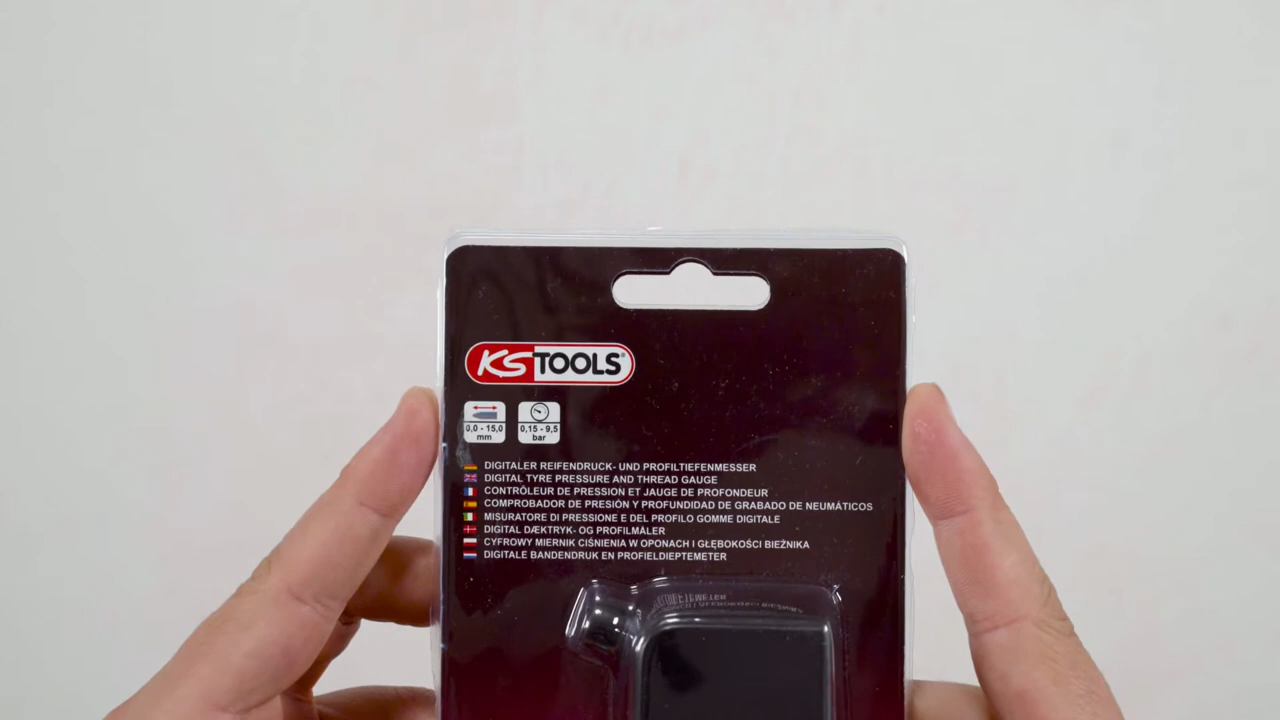 KSTOOLS®
0,0 - 15,0
mm
0,15 - 9,5
bar
DIGITALER REIFENDRUCK- UND PROFILTIEFENMESSER
DIGITAL TYRE PRESSURE AND THREAD GAUGE
CONTRÔLEUR DE PRESSION ET JAUGE DE PROFONDEUR
COMPROBADOR DE PRESIÓN Y PROFUNDIDAD DE GRABADO DE NEUMÁTICOS
MISURATORE DI PRESSIONE E DEL PROFILO GOMME DIGITALE
DIGITAL DÆKTRYK- OG PROFILMÅLER
CYFROWY MIERNIK CIŚNIENIA W OPONACH I GŁĘBOKOŚCI BIEŻNIKA
DIGITALE BANDENDRUK EN PROFIELDIEPTEMETER